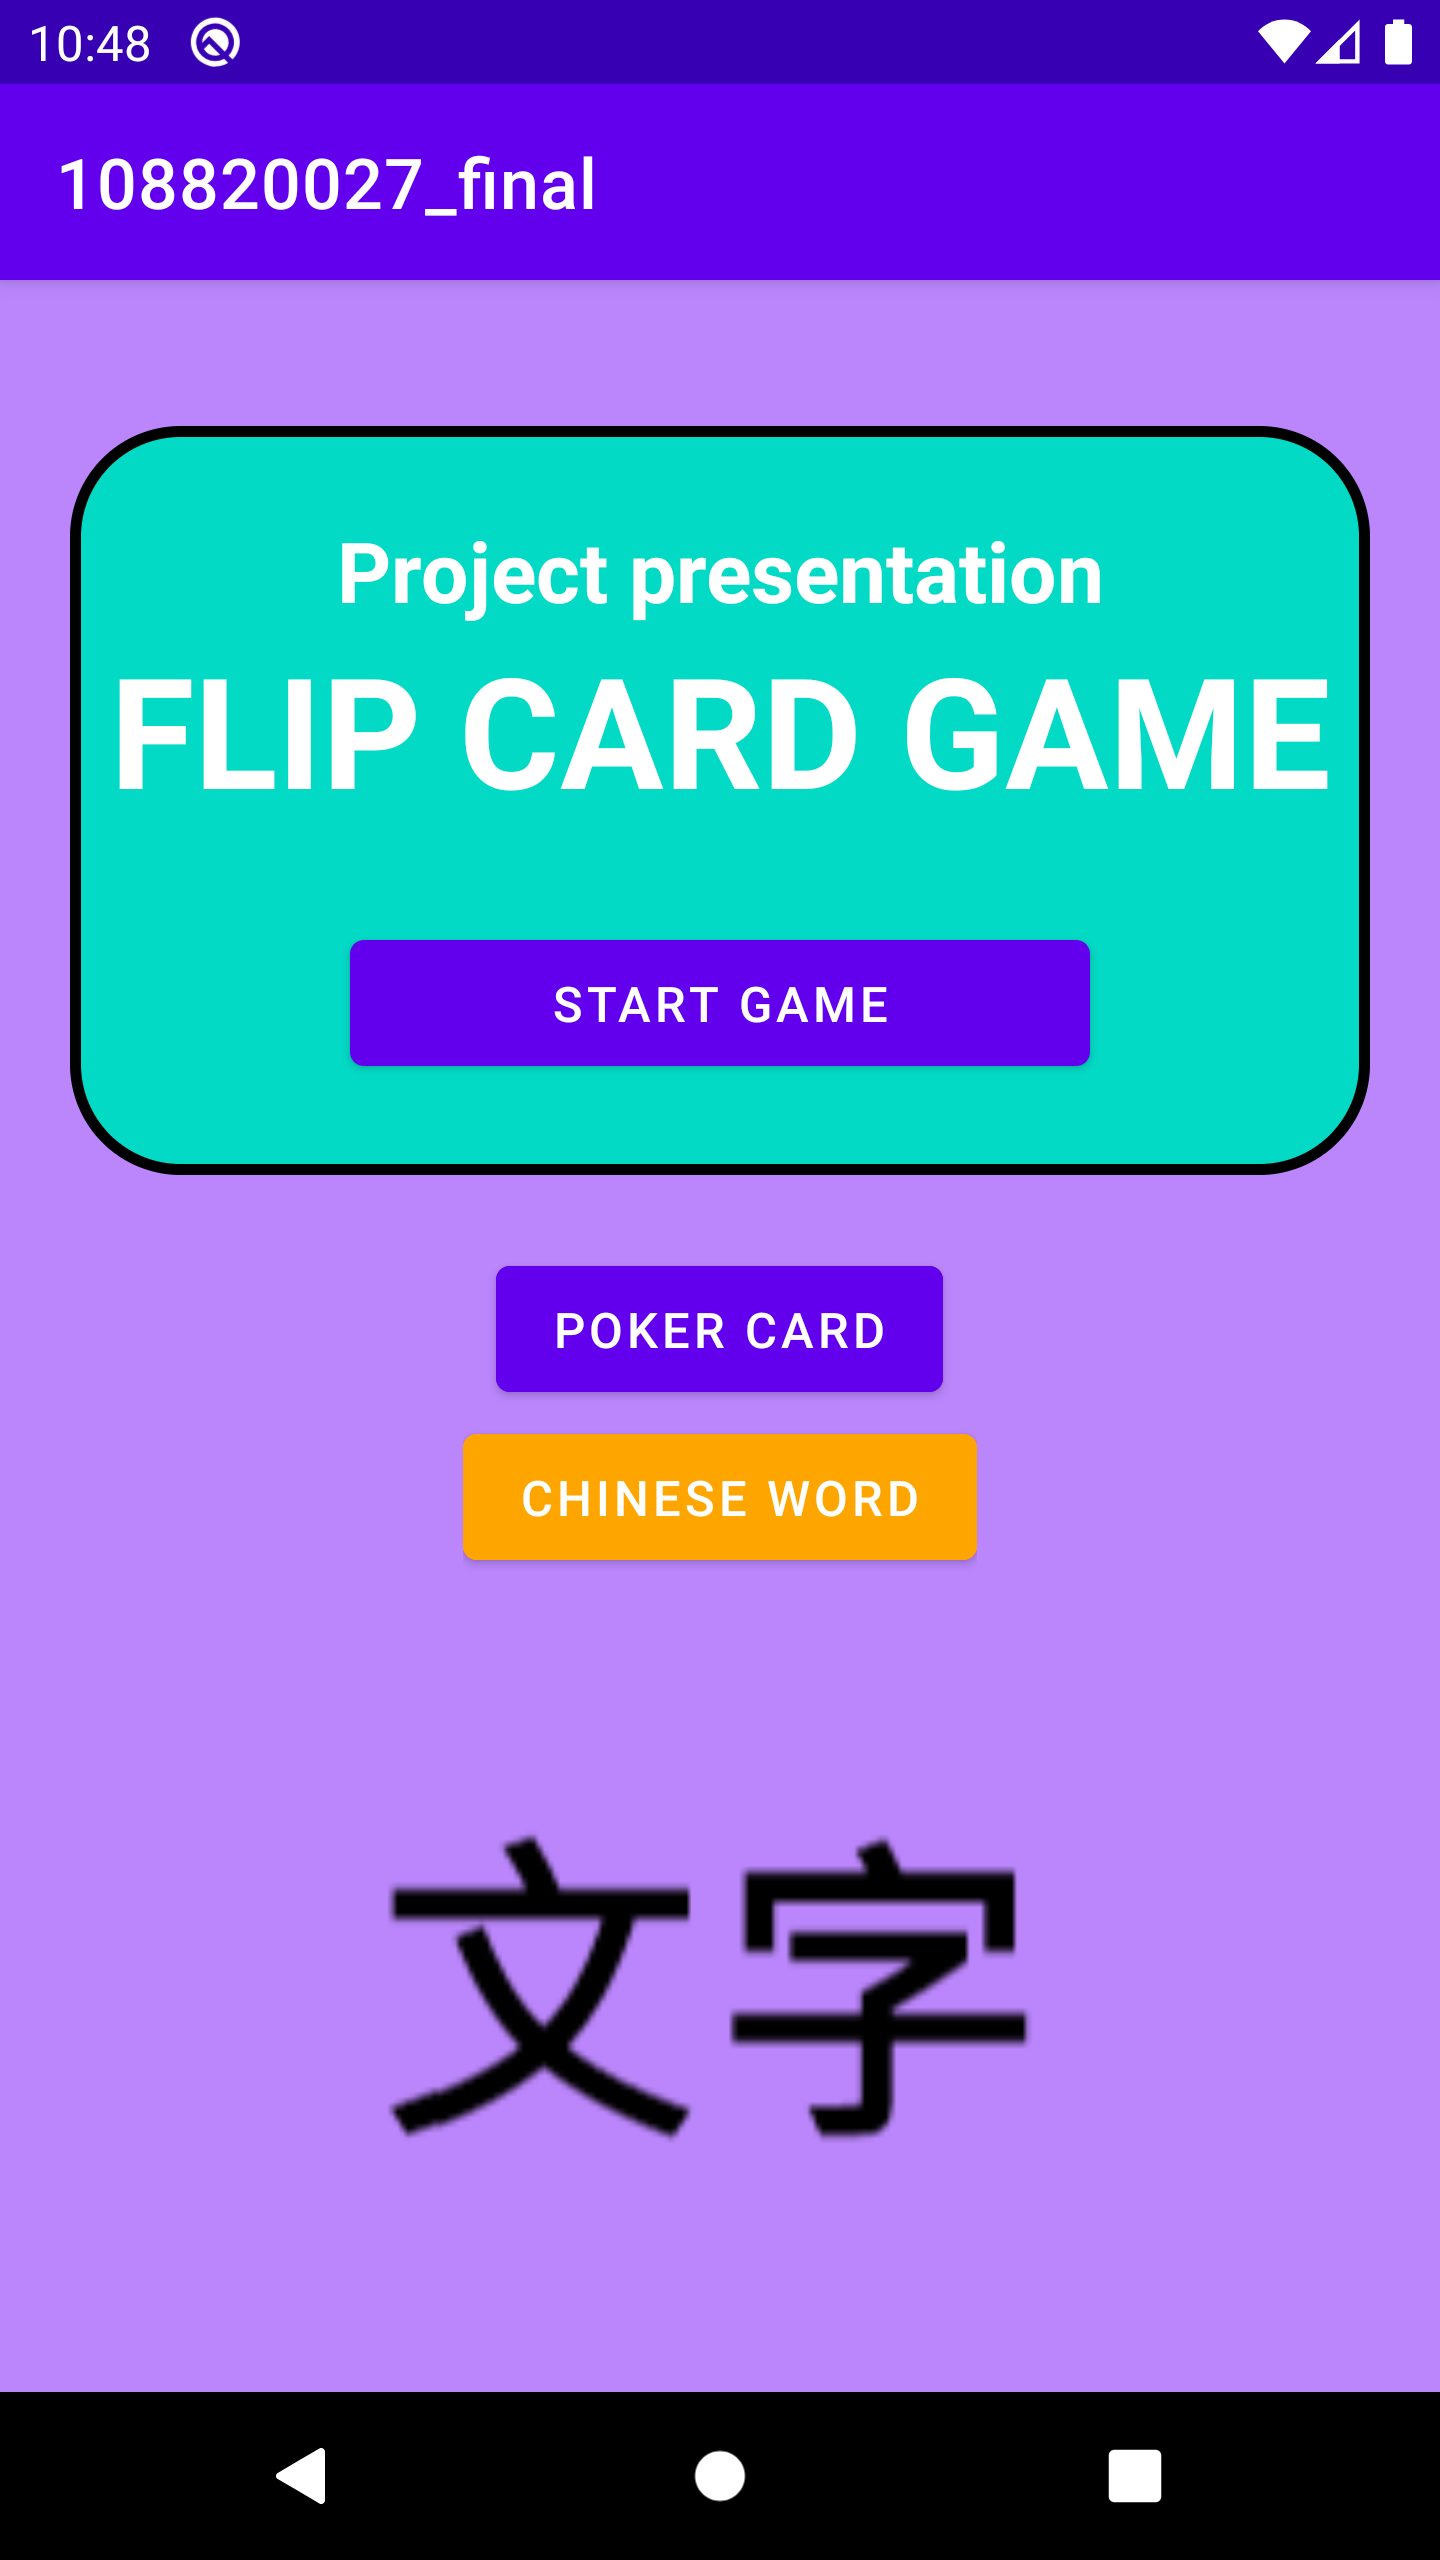 10:48
108820027_final
Project presentation
FLIP CARD GAME
START GAME
POKER CARD
CHINESE WORD
文字